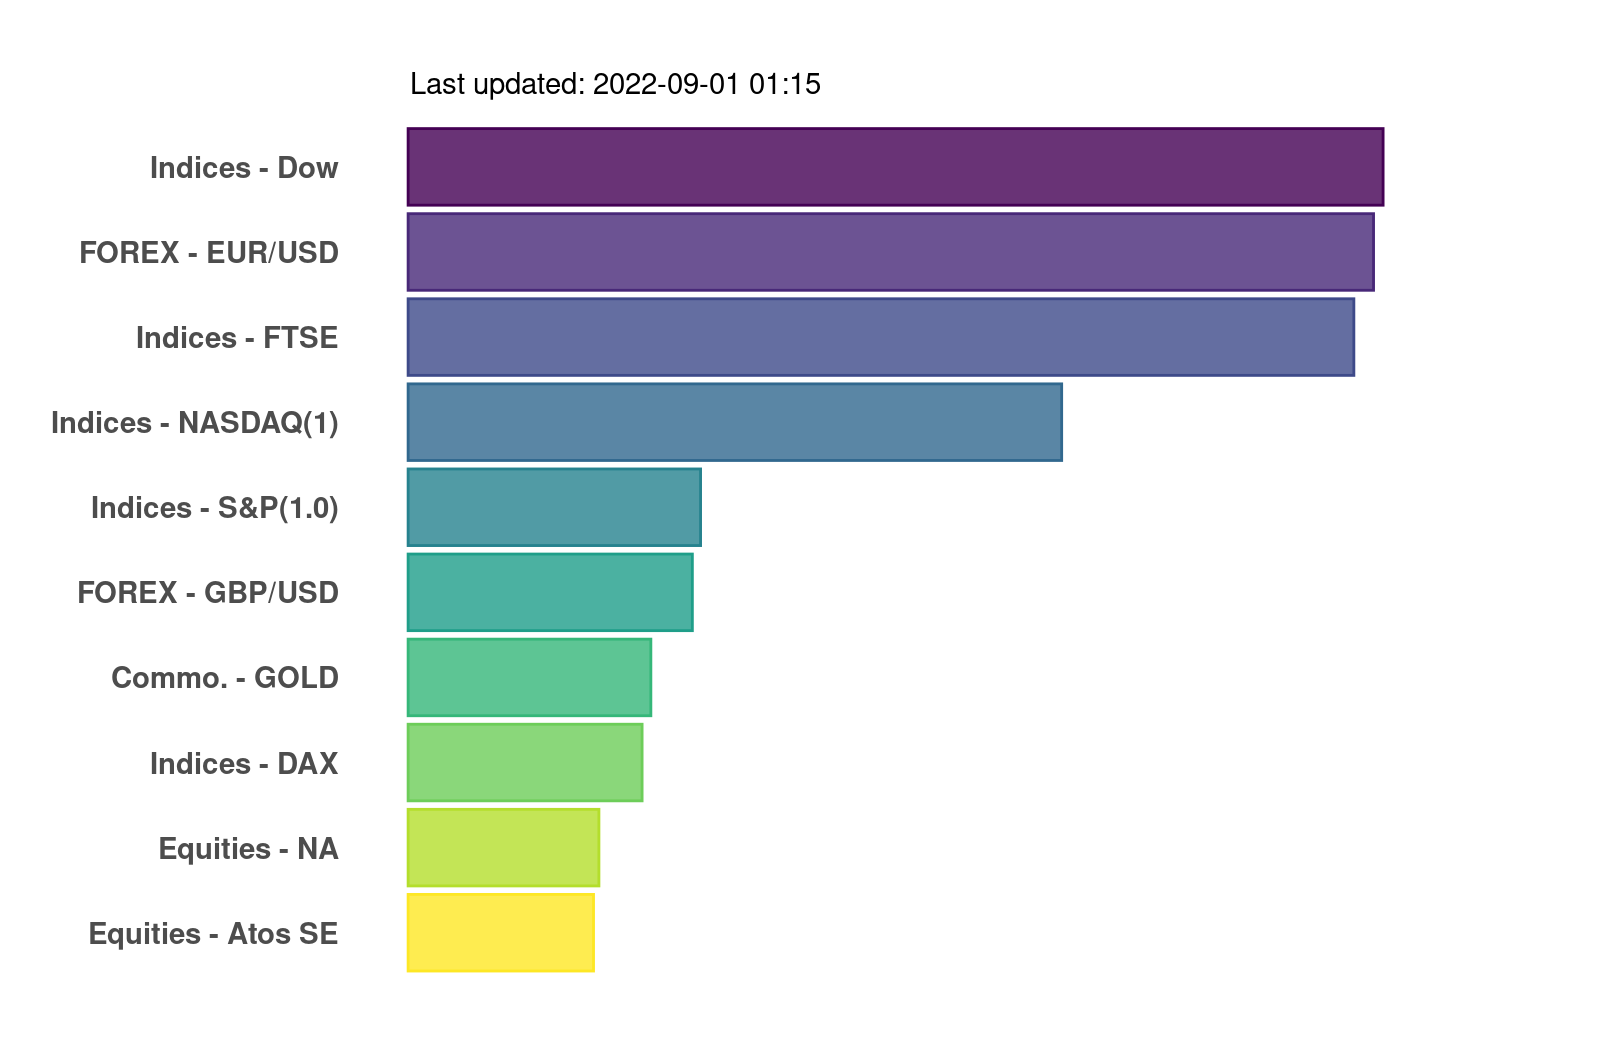 Last updated: 2022-09-01 01:15
Indices - Dow
FOREX - EUR/USD
Indices - FTSE
Indices - NASDAQ(1)
Indices - S&P(1.0)
FOREX - GBP/USD
Commo. - GOLD
Indices - DAX
Equities - NA
Equities - Atos SE